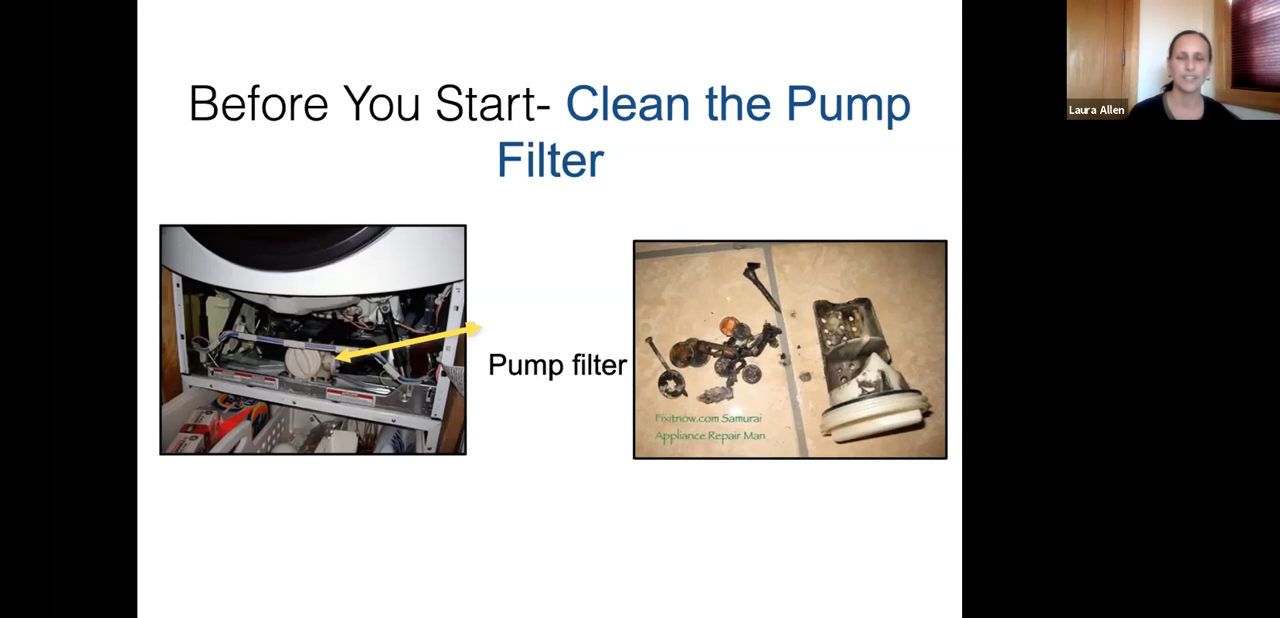 Before You Start- Clean the Pump
Filter
Laura Allen
Pump filter
Fixitnow.com Samurai
Appliance Repair Man